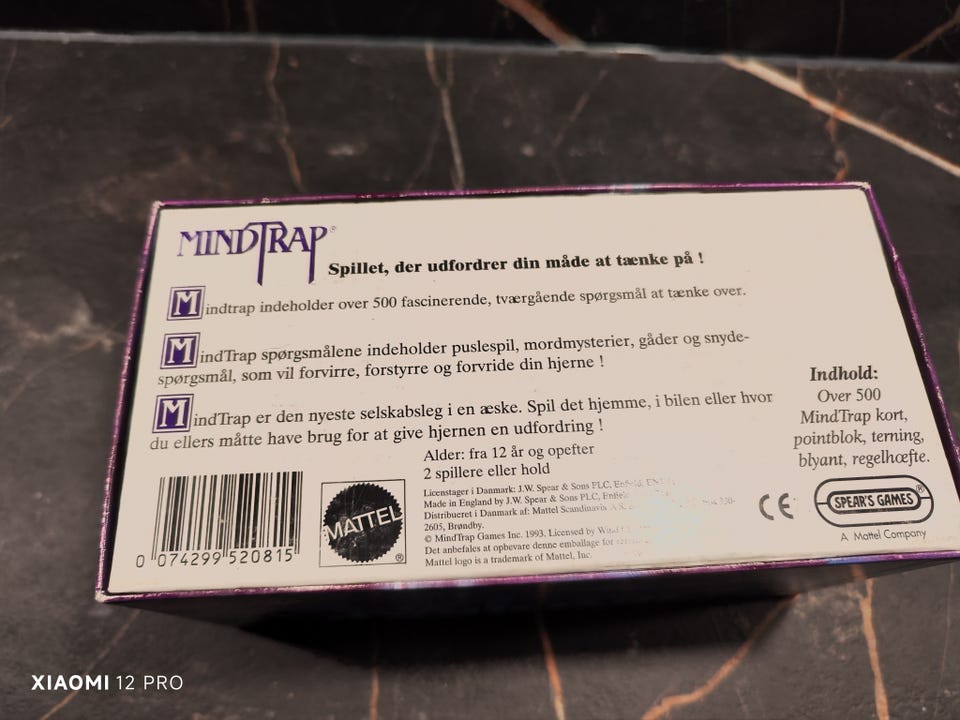 MINDTRAP®
Spillet, der udfordrer din måde at tænke på !
Mindtrap indeholder over 500 fascinerende, tværgående spørgsmål at tænke over.
MindTrap spørgsmålene indeholder puslespil, mordmysterier, gåder og snyde-
spørgsmål, som vil forvirre, forstyrre og forvride din hjerne !
MindTrap er den nyeste selskabsleg i en æske. Spil det hjemme, i bilen eller hvor
du ellers måtte have brug for at give hjernen en udfordring !
Alder: fra 12 år og opefter
2 spillere eller hold
Licenstager i Danmark: J.W. Spear & Sons PLC,
Made in England by J.W. Spear & Sons PLC,
Distribueret i Danmark af: Mattel Scandinavia 330-
2605, Brøndby.
© MindTrap Games Inc. 1993. Licensed by
Det anbefales at opbevare denne emballage for
Mattel logo is a trademark of Mattel, Inc.
Indhold:
Over 500
MindTrap kort,
pointblok, terning,
blyant, regelhæfte.
0 074299 520815
MATTEL
®
CE
SPEAR'S GAMES®
A Mattel Company
XIAOMI 12 PRO